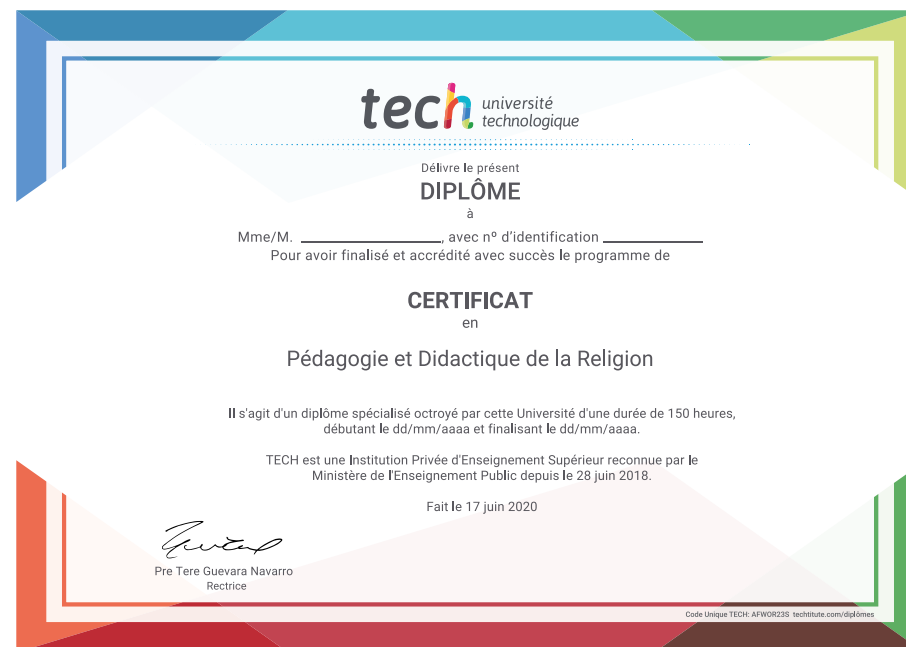 tech université
technologique
Délivre le présent
DIPLÔME
à
Mme/M. ____________________, avec nº d'identification ______________
Pour avoir finalisé et accrédité avec succès le programme de
CERTIFICAT
en
Pédagogie et Didactique de la Religion
Il s'agit d'un diplôme spécialisé octroyé par cette Université d'une durée de 150 heures,
débutant le dd/mm/aaaa et finalisant le dd/mm/aaaa.
TECH est une Institution Privée d'Enseignement Supérieur reconnue par le
Ministère de l'Enseignement Public depuis le 28 juin 2018.
Fait le 17 juin 2020
Pre Tere Guevara Navarro
Rectrice
Code Unique TECH: AFWOR23S techtitute.com/diplômes